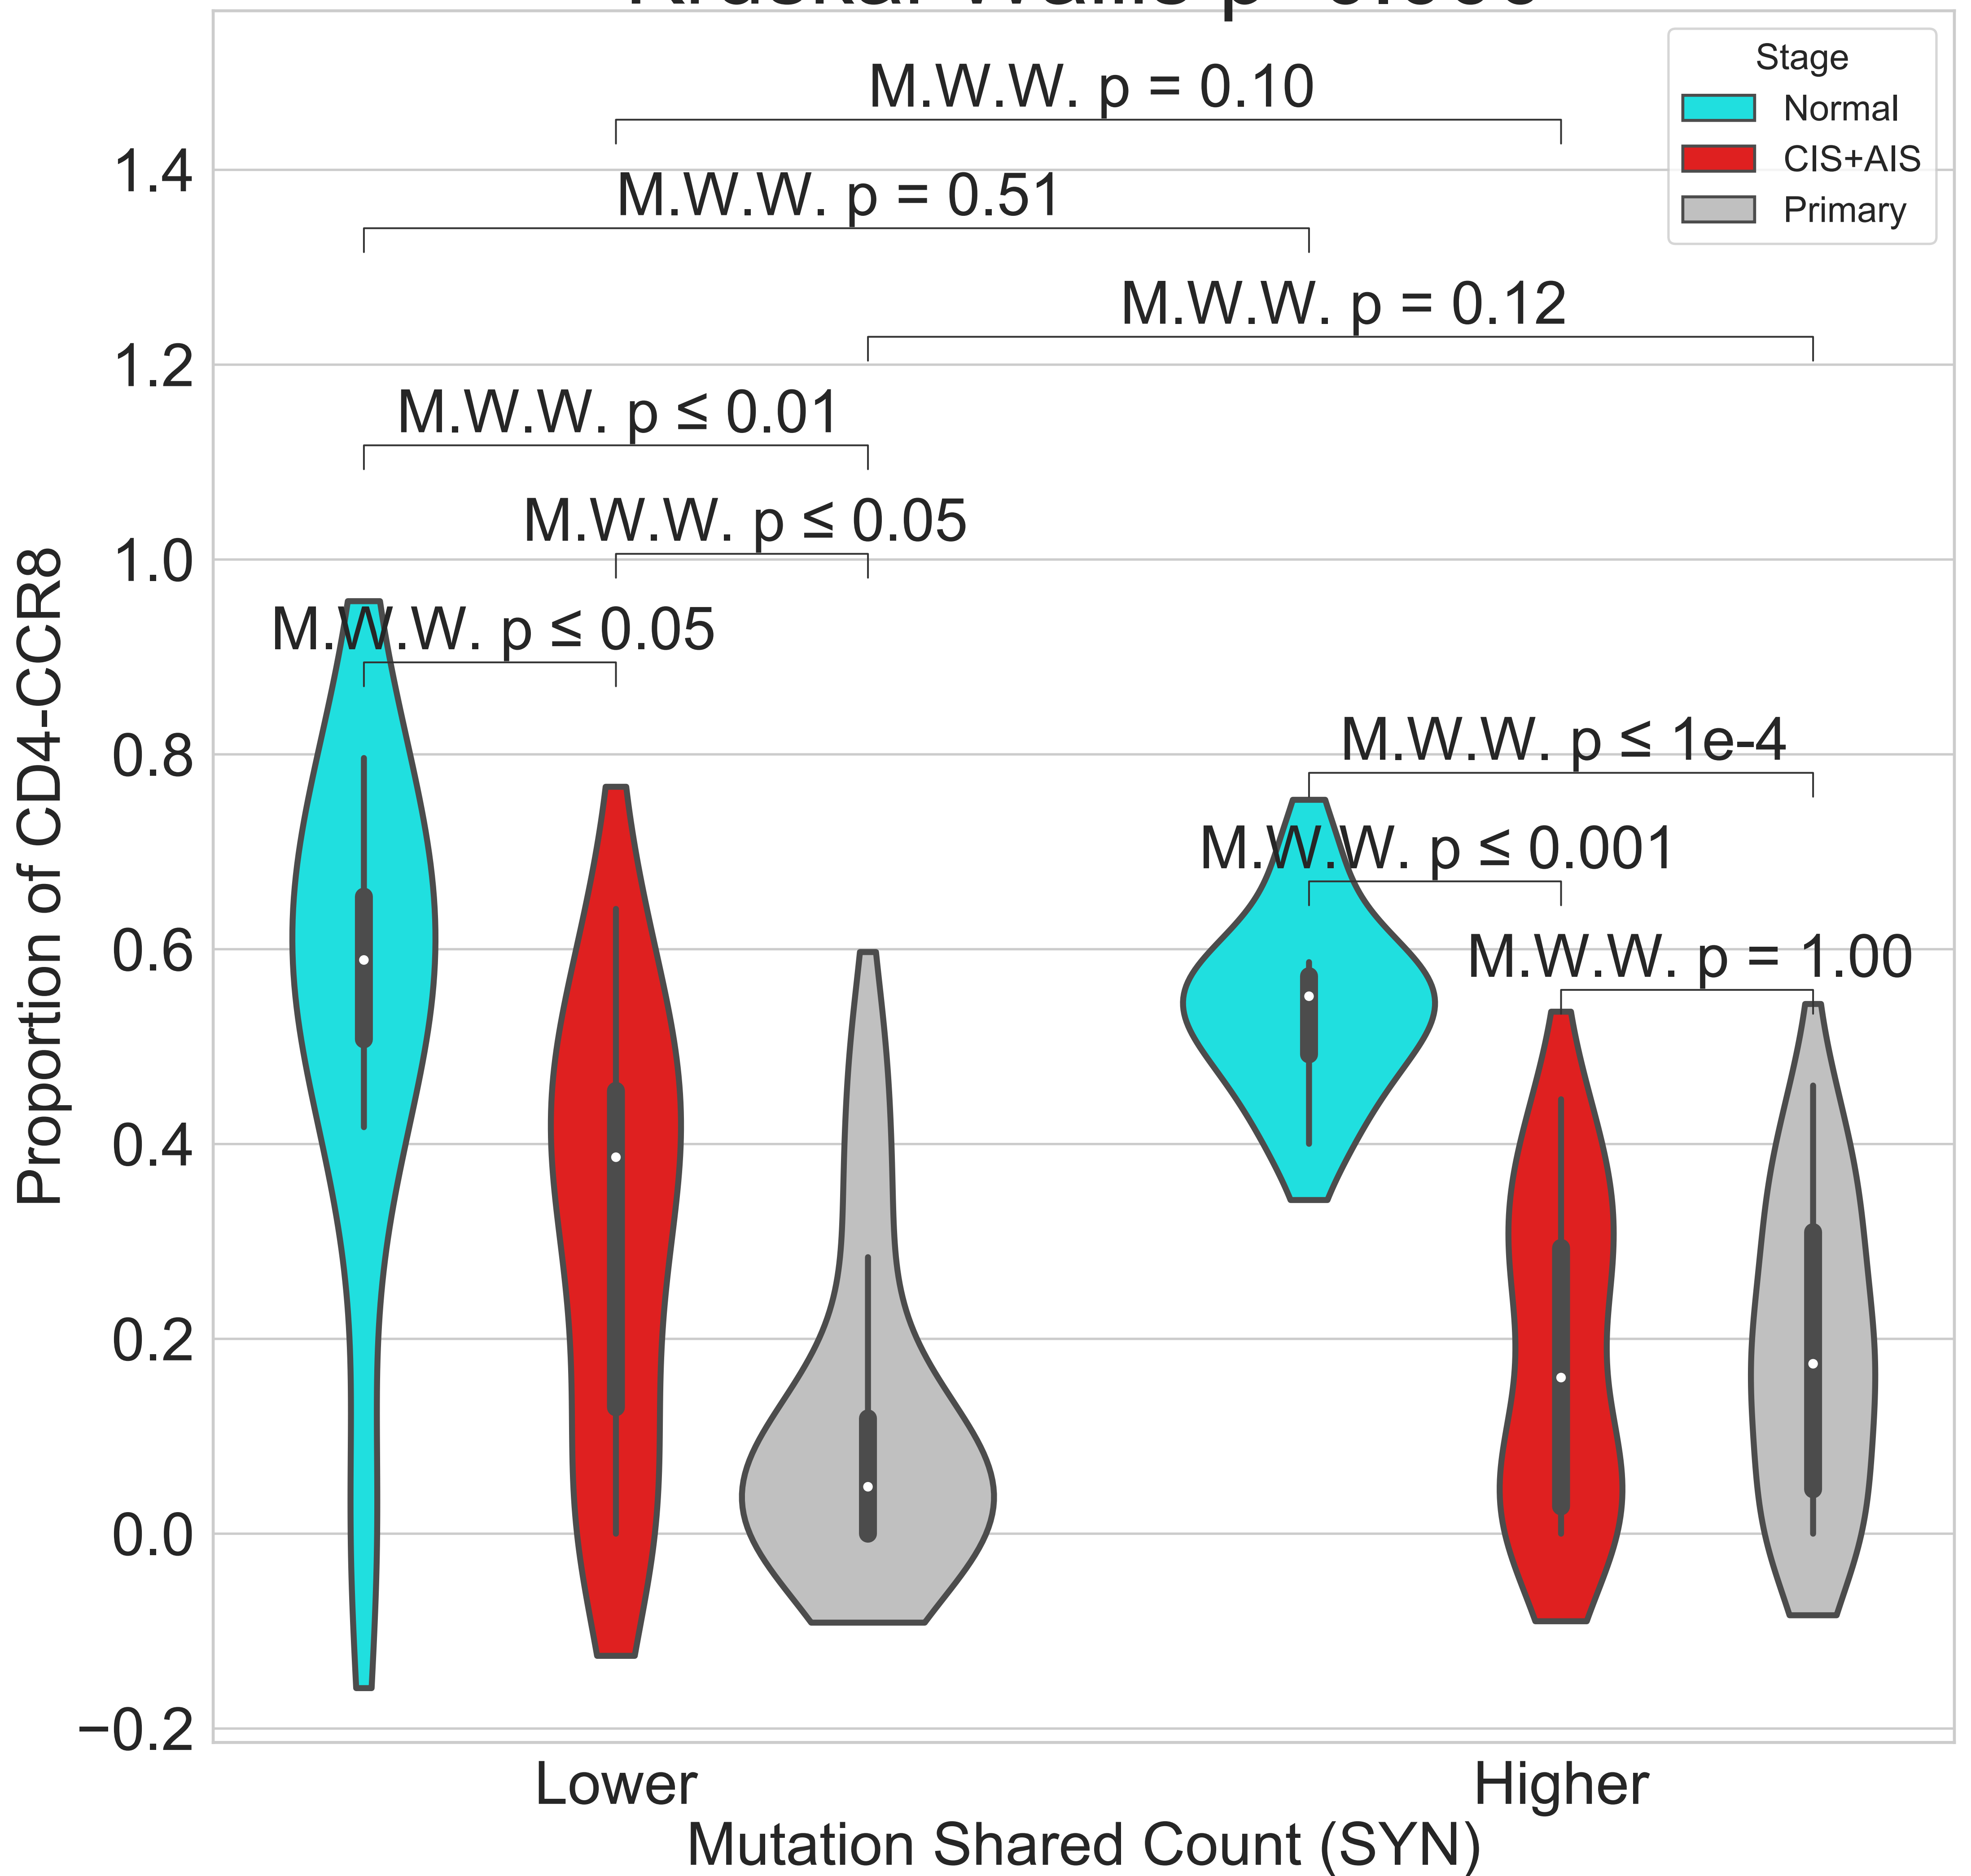 Stage
Normal
CIS+AIS
Primary
M.W.W. p = 0.10
M.W.W. p = 0.51
M.W.W. p = 0.12
M.W.W. p ≤ 0.01
M.W.W. p ≤ 0.05
M.W.W. p ≤ 0.05
M.W.W. p ≤ 1e-4
M.W.W. p ≤ 0.001
M.W.W. p = 1.00
Proportion of CD4-CCR8
1.4
1.2
1.0
0.8
0.6
0.4
0.2
0.0
−0.2
Lower
Higher
Mutation Shared Count (SYN)